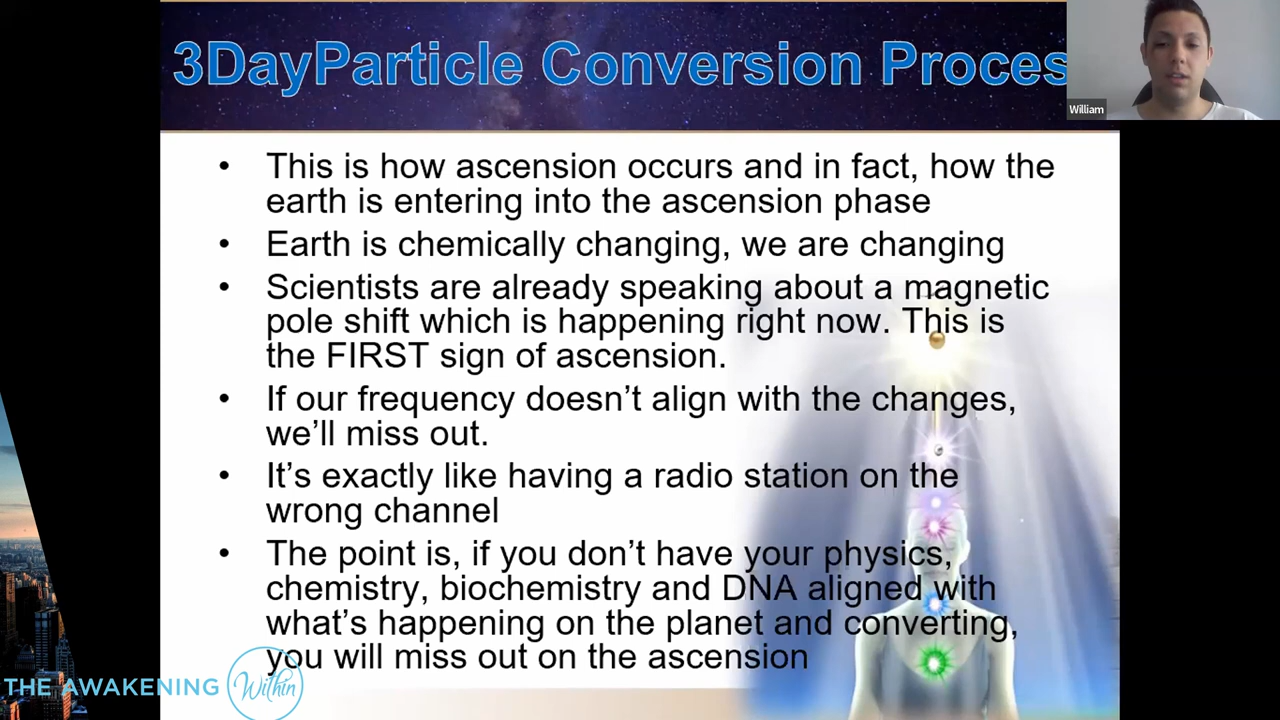 3DayParticle Conversion Proces
William
• This is how ascension occurs and in fact, how the
earth is entering into the ascension phase
• Earth is chemically changing, we are changing
• Scientists are already speaking about a magnetic
pole shift which is happening right now. This is
the FIRST sign of ascension.
• If our frequency doesn’t align with the changes,
we’ll miss out.
• It’s exactly like having a radio station on the
wrong channel
• The point is, if you don’t have your physics,
chemistry, biochemistry and DNA aligned with
what’s happening on the planet and converting,
you will miss out on the ascension
THE AWAKENING Within